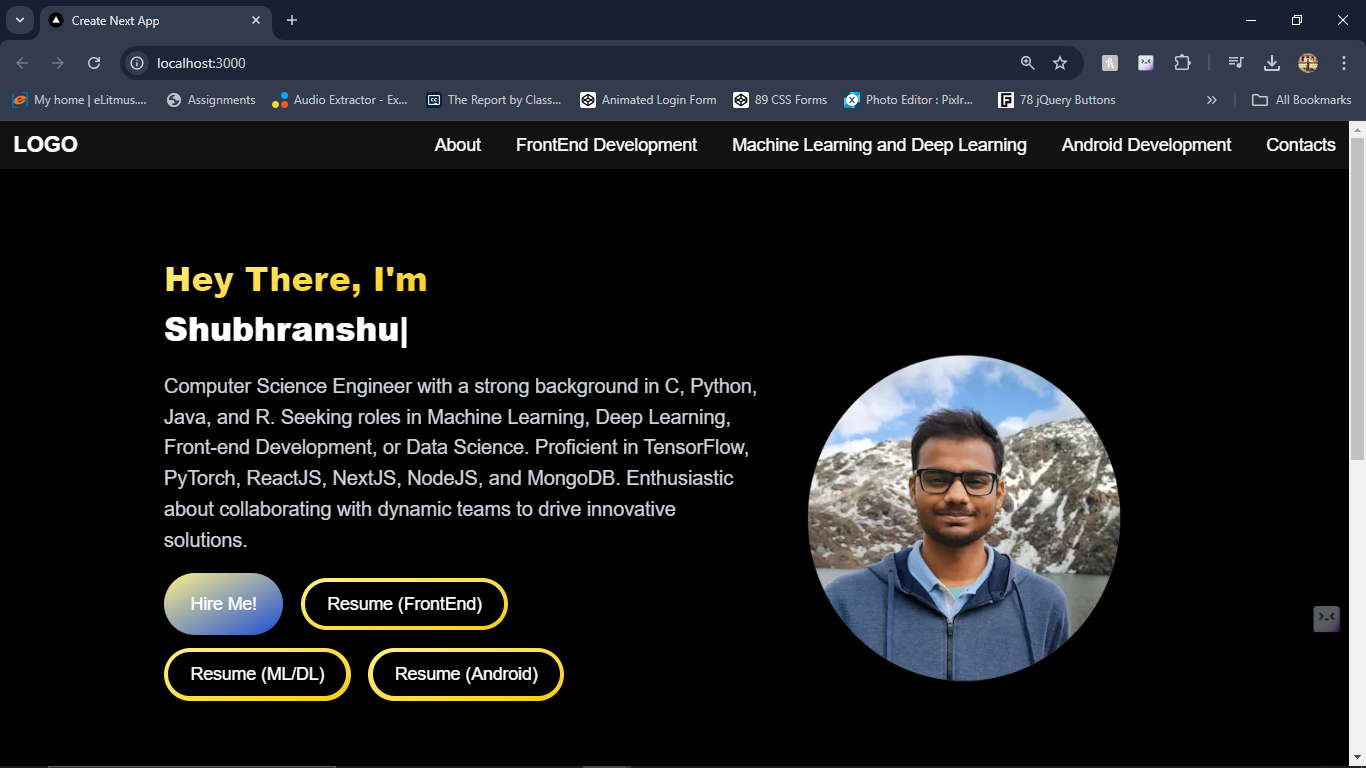 Create Next App
localhost:3000
My home | eLitmus.... Assignments Audio Extractor - Ex... The Report by Class... Animated Login Form 89 CSS Forms Photo Editor : Pixlr... 78 jQuery Buttons » All Bookmarks
LOGO About FrontEnd Development Machine Learning and Deep Learning Android Development Contacts
Hey There, I'm
Shubhranshu|
Computer Science Engineer with a strong background in C, Python,
Java, and R. Seeking roles in Machine Learning, Deep Learning,
Front-end Development, or Data Science. Proficient in TensorFlow,
PyTorch, ReactJS, NextJS, NodeJS, and MongoDB. Enthusiastic
about collaborating with dynamic teams to drive innovative
solutions.
Hire Me! Resume (FrontEnd)
Resume (ML/DL) Resume (Android)